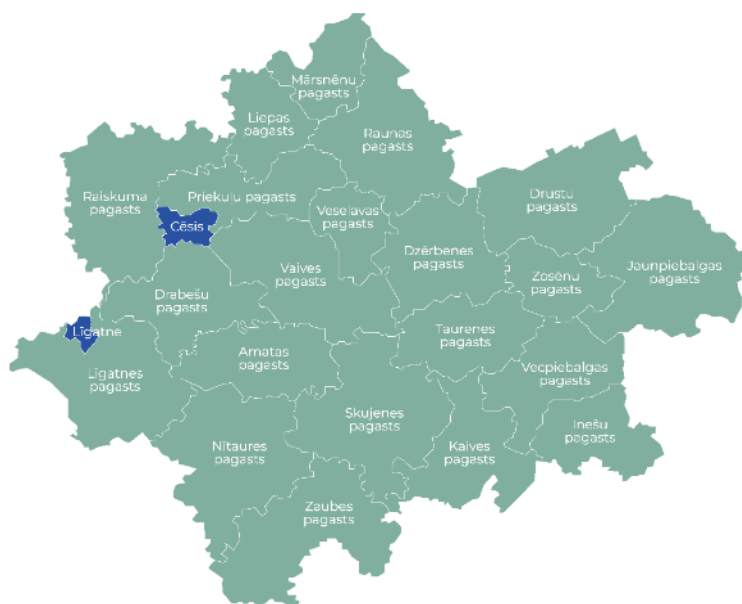 Mārsnēnu
pagasts
Liepas
pagasts
Raunas
pagasts
Raiskuma
pagasts
Priekuļu pagasts
Veselavas
pagasts
Drustu
pagasts
Cēsis
Dzērbenes
pagasts
Vaives
pagasts
Zosēnu
pagasts
Jaunpiebalgas
pagasts
Drabešu
pagasts
Līgatne
Taurenes
pagasts
Amatas
pagasts
Vecpiebalgas
pagasts
Līgatnes
pagasts
Skujenes
pagasts
Inešu
pagasts
Nītaures
pagasts
Kaives
pagasts
Zaubes
pagasts